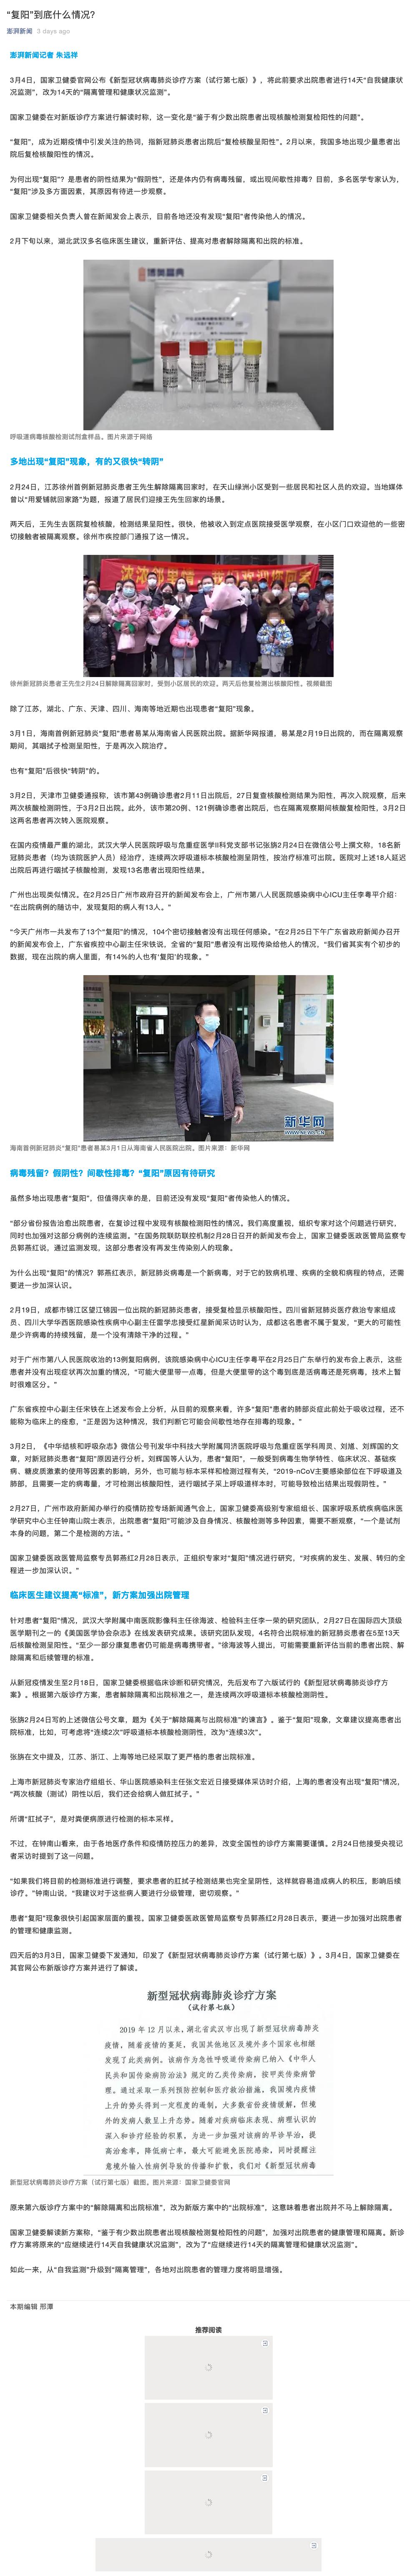 “复阳”到底什么情况?
澎湃新闻 3 days ago
澎湃新闻记者 朱远祥
3月4日，国家卫健委官网公布《新型冠状病毒肺炎诊疗方案（试行第七版）》，将此前要求出院患者进行14天“自我健康状
况监测”，改为14天的“隔离管理和健康状况监测”。
国家卫健委在对新版诊疗方案进行解读时称，这一变化是“鉴于有少数出院患者出现核酸检测复检阳性的问题”。
“复阳”，成为近期疫情中引发关注的热词，指新冠肺炎患者出院后“复检核酸呈阳性”。2月以来，我国多地出现少量患者出
院后复检核酸阳性的情况。
为何出现“复阳”？是患者的阴性结果为“假阴性”，还是体内仍有病毒残留，或出现间歇性排毒？目前，多名医学专家认为，
“复阳”涉及多方面因素，其原因有待进一步观察。
国家卫健委相关负责人曾在新闻发会上表示，目前各地还没有发现“复阳”者传染他人的情况。
2月下旬以来，湖北武汉多名临床医生建议，重新评估、提高对患者解除隔离和出院的标准。
呼吸道病毒核酸检测试剂盒样品。图片来源于网络
多地出现“复阳”现象，有的又很快“转阴”
2月24日，江苏徐州首例新冠肺炎患者王先生解除隔离回家时，在天山绿洲小区受到一些居民和社区人员的欢迎。当地媒体
曾以“用爱铺就回家路”为题，报道了居民们迎接王先生回家的场景。
两天后，王先生去医院复检核酸，检测结果呈阳性。很快，他被收入到定点医院接受医学观察，在小区门口欢迎他的一些密
切接触者被隔离观察。徐州市疾控部门通报了这一情况。
徐州新冠肺炎患者王先生2月24日解除隔离回家时，受到小区居民的欢迎。两天后他复检测出核酸阳性。视频截图
除了江苏，湖北、广东、天津、四川、海南等地近期也出现患者“复阳”现象。
3月1日，海南首例新冠肺炎“复阳”患者易某从海南省人民医院出院。据新华网报道，易某是2月19日出院的，而在隔离观察
期间，其咽拭子检测呈阳性，于是再次入院治疗。
也有“复阳”后很快“转阴”的。
3月2日，天津市卫健委通报称，该市第43例确诊患者2月11日出院后，27日复查核酸检测结果为阳性，再次入院观察，后来
两次核酸检测阴性，于3月2日出院。此外，该市第20例、121例确诊患者出院后，也在隔离观察期间核酸复检阳性，3月2日
这两名患者再次转入医院观察。
在国内疫情最严重的湖北，武汉大学人民医院呼吸与危重症医学Ⅱ科党支部书记张旃2月24日在微信公号上撰文称，18名新
冠肺炎患者（均为该院医护人员）经治疗，连续两次呼吸道标本核酸检测呈阴性，按治疗标准可出院。医院对上述18人延迟
出院后再进行咽拭子核酸检测，发现13名患者出现阳性结果。
广州也出现类似情况。在2月25日广州市政府召开的新闻发布会上，广州市第八人民医院感染病中心ICU主任李粤平介绍：
“在出院病例的随访中，发现复阳的病人有13人。”
“今天广州市一共发布了13个“复阳”的情况，104个密切接触者没有出现任何感染。”在2月25日下午广东省政府新闻办召开
的新闻发布会上，广东省疾控中心副主任宋铁说，全省的“复阳”患者没有出现传染给他人的情况，“我们省其实有个初步的
数据，现在出院的病人里面，有14%的人也有‘复阳’的现象。”
新华网
WWW.NEWS.CN
海南首例新冠肺炎“复阳”患者易某3月1日从海南省人民医院出院。图片来源：新华网
病毒残留？假阴性？间歇性排毒？“复阳”原因有待研究
虽然多地出现患者“复阳”，但值得庆幸的是，目前还没有发现“复阳”者传染他人的情况。
“部分省份报告治愈出院患者，在复诊过程中发现有核酸检测阳性的情况。我们高度重视，组织专家对这个问题进行研究，
同时也加强对这部分病例的连续监测。”在国务院联防联控机制2月28日召开的新闻发布会上，国家卫健委医政医管局监察专
员郭燕红说，通过监测发现，这部分患者没有再发生传染别人的现象。
为什么出现“复阳”的情况？郭燕红表示，新冠肺炎病毒是一个新病毒，对于它的致病机理、疾病的全貌和病程的特点，还需
要进一步加深认识。
2月19日，成都市锦江区望江锦园一位出院的新冠肺炎患者，接受复检显示核酸阳性。四川省新冠肺炎医疗救治专家组成
员、四川大学华西医院感染性疾病中心副主任雷学忠接受红星新闻采访时认为，成都这名患者不属于复发，“更大的可能性
是少许病毒的持续残留，是一个没有清除干净的过程。”
对于广州市第八人民医院收治的13例复阳病例，该院感染病中心ICU主任李粤平在2月25日广东举行的发布会上表示，这些
患者并没有出现症状再次加重的情况，“可能大便里带一点毒，但是大便里带的这个毒到底是活病毒还是死病毒，技术上暂
时很难区分。”
广东省疾控中心副主任宋铁在上述发布会上分析，从目前的观察来看，许多“复阳”患者的肺部炎症此前处于吸收过程，还不
能称为临床上的痊愈，“正是因为这种情况，我们判断它可能会间歇性地存在排毒的现象。”
3月2日，《中华结核和呼吸杂志》微信公号刊发华中科技大学附属同济医院呼吸与危重症医学科周灵、刘馗、刘辉国的文
章，对新冠肺炎患者“复阳”原因进行分析。刘辉国等人认为，患者“复阳”，一般受到病毒生物学特性、临床状况、基础疾
病、糖皮质激素的使用等因素的影响，另外，也可能与标本采样和检测过程有关，“2019-nCoV主要感染部位在下呼吸道及
肺部，且需要一定的病毒量，才可检测出核酸阳性，进行咽拭子采上呼吸道样本时，可能导致检出结果出现假阴性。”
2月27日，广州市政府新闻办举行的疫情防控专场新闻通气会上，国家卫健委高级别专家组组长、国家呼吸系统疾病临床医
学研究中心主任钟南山院士表示，出院患者“复阳”可能涉及自身情况、核酸检测等多种因素，需要不断观察，“一个是试剂
本身的问题，第二个是检测的方法。”
国家卫健委医政医管局监察专员郭燕红2月28日表示，正组织专家对“复阳”情况进行研究，“对疾病的发生、发展、转归的全
程进一步加深认识。”
临床医生建议提高“标准”，新方案加强出院管理
针对患者“复阳”情况，武汉大学附属中南医院影像科主任徐海波、检验科主任李一荣的研究团队，2月27日在国际四大顶级
医学期刊之一的《美国医学协会杂志》在线发表研究成果。该研究团队发现，4名符合出院标准的新冠肺炎患者在5至13天
后核酸检测呈阳性。“至少一部分康复患者仍可能是病毒携带者。”徐海波等人提出，可能需要重新评估当前的患者出院、解
除隔离和后续管理的标准。
从新冠疫情发生至2月18日，国家卫健委根据临床诊断和研究情况，先后发布了六版试行的《新型冠状病毒肺炎诊疗方
案》。根据第六版诊疗方案，患者解除隔离和出院标准之一，是连续两次呼吸道标本核酸检测阴性。
张旃2月24日写的上述微信公号文章，题为《关于“解除隔离与出院标准”的谏言》。鉴于“复阳”现象，文章建议提高患者出
院标准，比如，可考虑将“连续2次”呼吸道标本核酸检测阴性，改为“连续3次”。
张旃在文中提及，江苏、浙江、上海等地已经采取了更严格的患者出院标准。
上海市新冠肺炎专家治疗组组长、华山医院感染科主任张文宏近日接受媒体采访时介绍，上海的患者没有出现“复阳”情况，
“两次核酸（测试）阴性以后，我们还会给病人做肛拭子。”
所谓“肛拭子”，是对粪便病原进行检测的标本采样。
不过，在钟南山看来，由于各地医疗条件和疫情防控压力的差异，改变全国性的诊疗方案需要谨慎。2月24日他接受央视记
者采访时提到了这一问题。
“如果我们将目前的检测标准进行调整，要求患者的肛拭子检测结果也完全呈阴性，这样就容易造成病人的积压，影响后续
诊疗。”钟南山说，“我建议对于这些病人要进行分级管理，密切观察。”
患者“复阳”现象很快引起国家层面的重视。国家卫健委医政医管局监察专员郭燕红2月28日表示，要进一步加强对出院患者
的管理和健康监测。
四天后的3月3日，国家卫健委下发通知，印发了《新型冠状病毒肺炎诊疗方案（试行第七版）》。3月4日，国家卫健委在
其官网公布新版诊疗方案并进行了解读。
新型冠状病毒肺炎诊疗方案
（试行第七版）
2019 年 12 月以来，湖北省武汉市出现了新型冠状病毒肺炎
疫情，随着疫情的蔓延，我国其他地区及境外多个国家也相继
发现了此类病例。该病作为急性呼吸道传染病已纳入《中华人
民共和国传染病防治法》规定的乙类传染病，按甲类传染病管
理。通过采取一系列预防控制和医疗救治措施，我国境内疫情
上升的势头得到一定程度的遏制，大多数省份疫情缓解，但境
外的发病人数呈上升态势。随着对疾病临床表现、病理认识的
深入和诊疗经验的积累，为进一步加强对该病的早诊早治，提
高治愈率，降低病亡率，最大可能避免医院感染，同时提醒注
意境外输入性病例导致的传播和扩散，我们对《新型冠状病毒
新型冠状病毒肺炎诊疗方案（试行第七版）截图。图片来源：国家卫健委官网
原来第六版诊疗方案中的“解除隔离和出院标准”，改为新版方案中的“出院标准”，这意味着患者出院并不马上解除隔离。
国家卫健委解读新方案称，“鉴于有少数出院患者出现核酸检测复检阳性的问题”，加强对出院患者的健康管理和隔离。新诊
疗方案将原来的“应继续进行14天自我健康状况监测”，改为了“应继续进行14天的隔离管理和健康状况监测”。
如此一来，从“自我监测”升级到“隔离管理”，各地对出院患者的管理力度将明显增强。
本期编辑 邢潭
推荐阅读